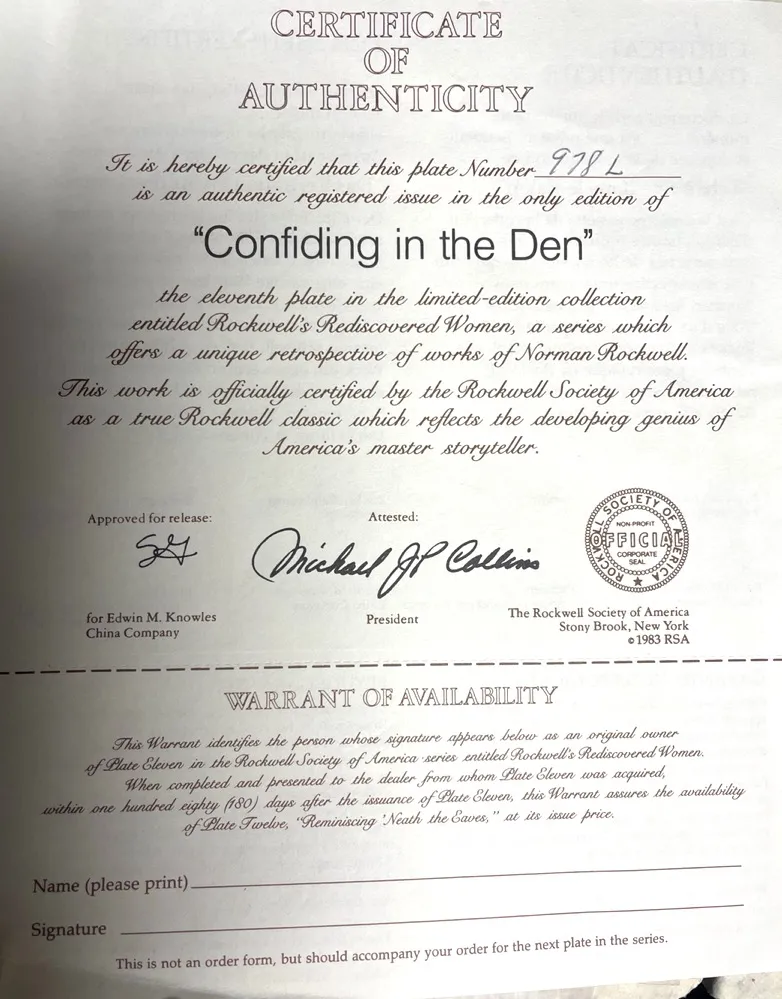 CERTIFICATE
OF
AUTHENTICITY
It is hereby certified that this plate Number 978 L
is an authentic registered issue in the only edition of
“Confiding in the Den”
the eleventh plate in the limited-edition collection
entitled Rockwell's Rediscovered Women, a series which
offers a unique retrospective of works of Norman Rockwell.
This work is officially certified by the Rockwell Society of America
as a true Rockwell classic which reflects the developing genius of
America's master storyteller.
Approved for release:
Attested:
Michael JP Collins
ROCKWELL SOCIETY OF AMERICA
NON-PROFIT
OFFICIAL
CORPORATE
SEAL
for Edwin M. Knowles
China Company
President
The Rockwell Society of America
Stony Brook, New York
©1983 RSA
WARRANT OF AVAILABILITY
This Warrant identifies the person whose signature appears below as an original owner
of Plate Eleven in the Rockwell Society of America series entitled Rockwell's Rediscovered Women.
When completed and presented to the dealer from whom Plate Eleven was acquired,
within one hundred eighty (180) days after the issuance of Plate Eleven, this Warrant assures the availability
of Plate Twelve, “Reminiscing 'Neath the Eaves,” at its issue price.
Name (please print)
Signature
This is not an order form, but should accompany your order for the next plate in the series.